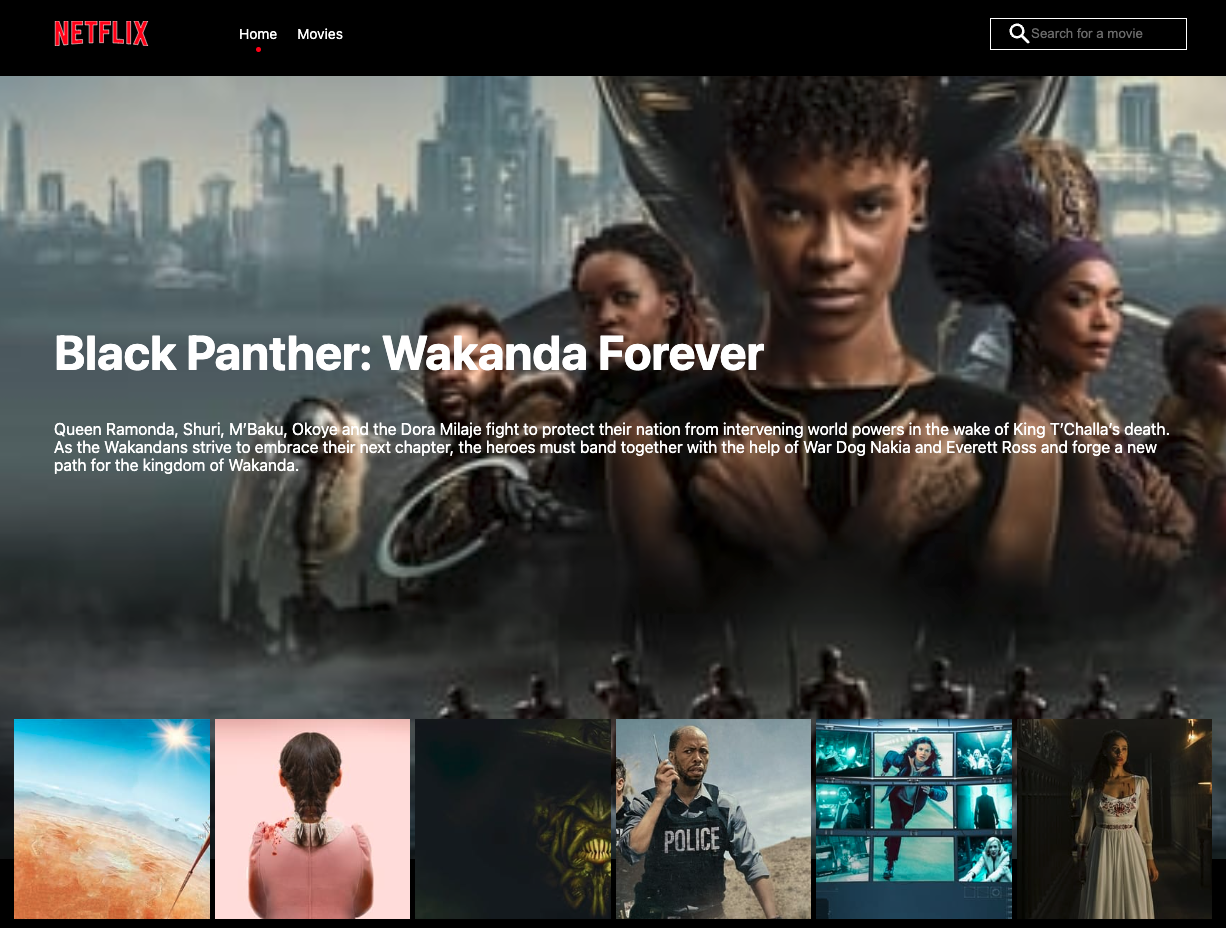 NETFLIX
Home
Movies
Search for a movie
Black Panther: Wakanda Forever
Queen Ramonda, Shuri, M’Baku, Okoye and the Dora Milaje fight to protect their nation from intervening world powers in the wake of King T’Challa’s death.
As the Wakandans strive to embrace their next chapter, the heroes must band together with the help of War Dog Nakia and Everett Ross and forge a new
path for the kingdom of Wakanda.
POLICE